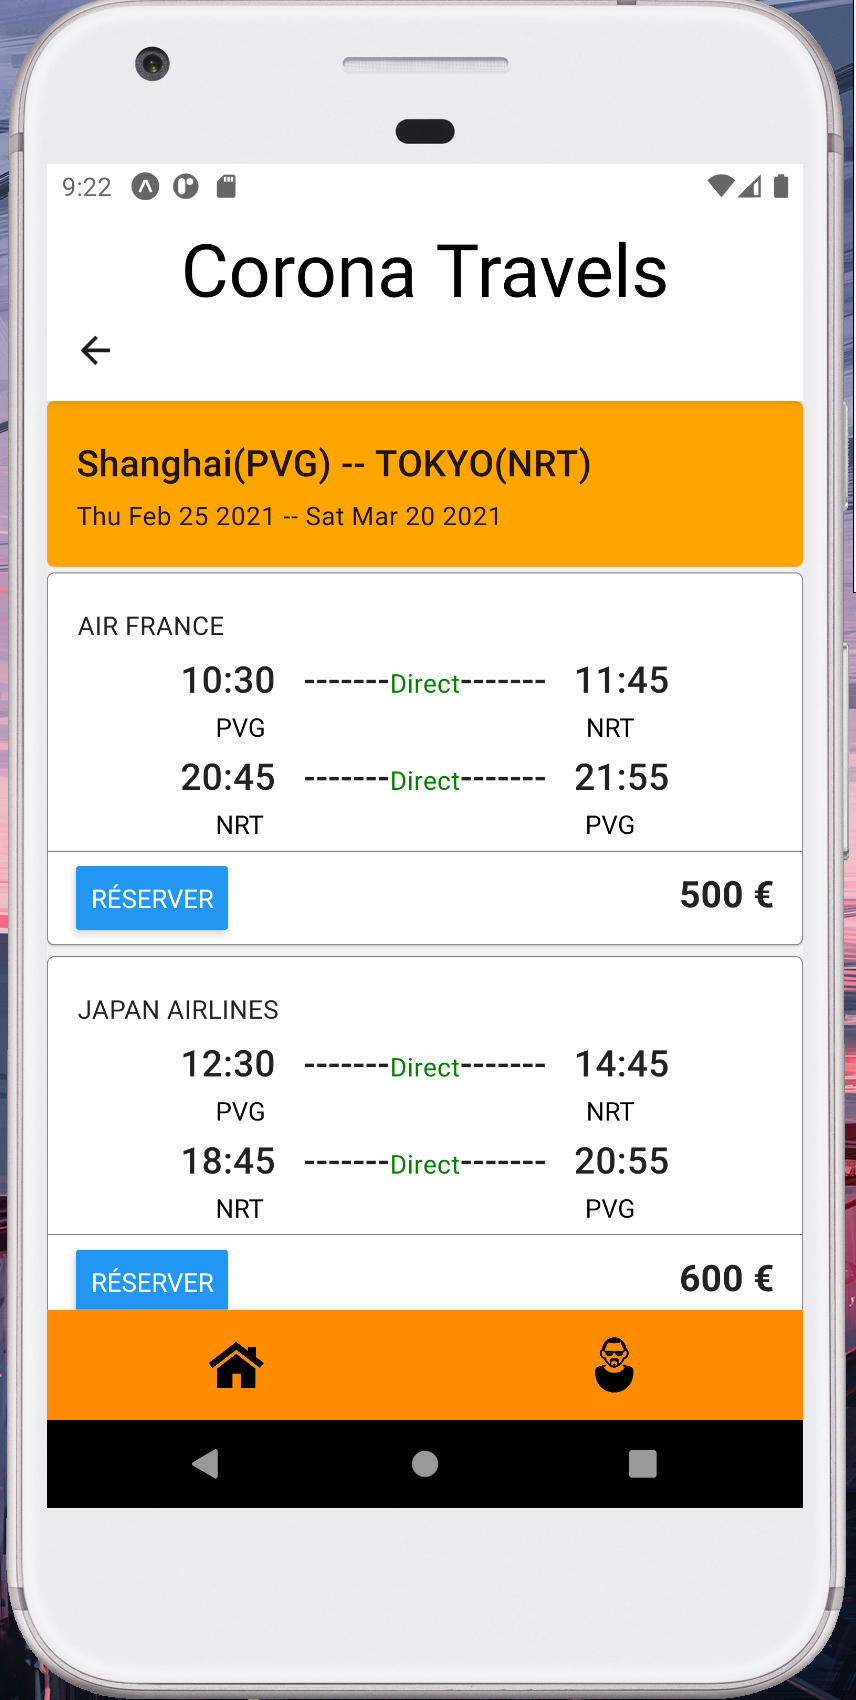 9:22
Corona Travels
Shanghai(PVG) -- TOKYO(NRT)
Thu Feb 25 2021 -- Sat Mar 20 2021
AIR FRANCE
10:30 -------Direct------- 11:45
PVG NRT
20:45 -------Direct------- 21:55
NRT PVG
RÉSERVER 500 €
JAPAN AIRLINES
12:30 -------Direct------- 14:45
PVG NRT
18:45 -------Direct------- 20:55
NRT PVG
RÉSERVER 600 €